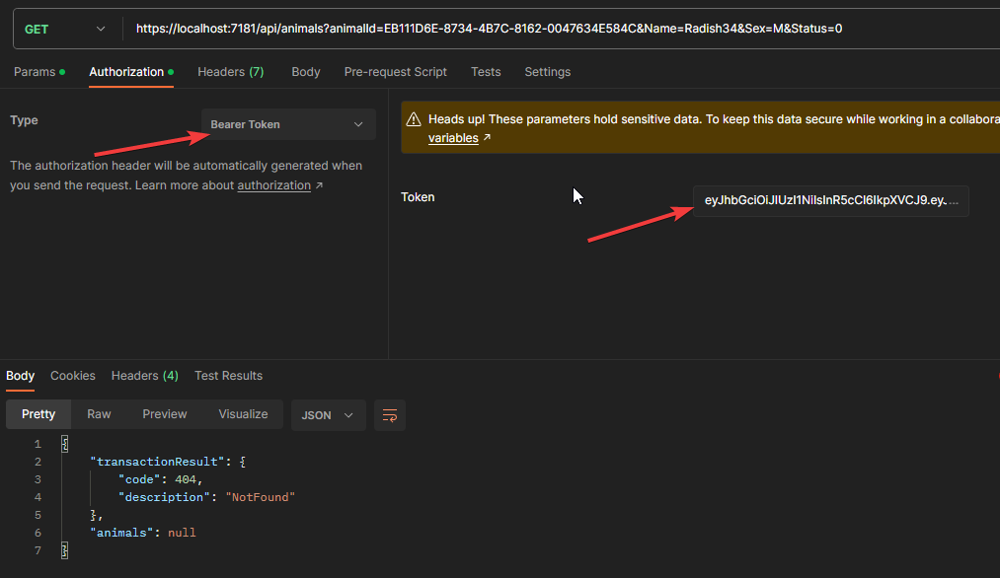 GET https://localhost:7181/api/animals?animalId=EB111D6E-8734-4B7C-8162-0047634E584C&Name=Radish34&Sex=M&Status=0
Params Authorization Headers (7) Body Pre-request Script Tests Settings
Type Bearer Token
The authorization header will be automatically generated when
you send the request. Learn more about authorization ↗
Heads up! These parameters hold sensitive data. To keep this data secure while working in a collabora
variables ↗
Token eyJhbGciOiJIUzI1NiIsInR5cCI6IkpXVCJ9.eyJ...
Body Cookies Headers (4) Test Results
Pretty Raw Preview Visualize JSON
1 {
2 "transactionResult": {
3 "code": 404,
4 "description": "NotFound"
5 },
6 "animals": null
7 }